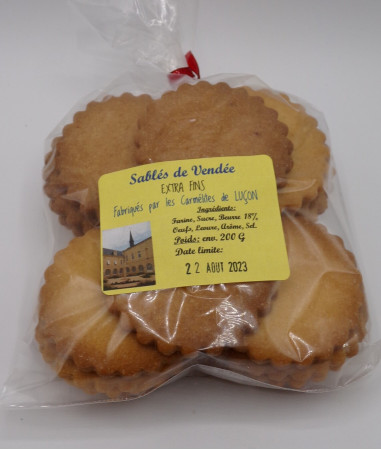 Sablés de Vendée
EXTRA FINS
Fabriqués par les Carmélites de LUÇON
Ingrédients:
Farine, Sucre, Beurre 18%,
Oeufs, Levure, Arôme, Sel.
Poids: env. 200 G
Date limite:
22 AOUT 2023